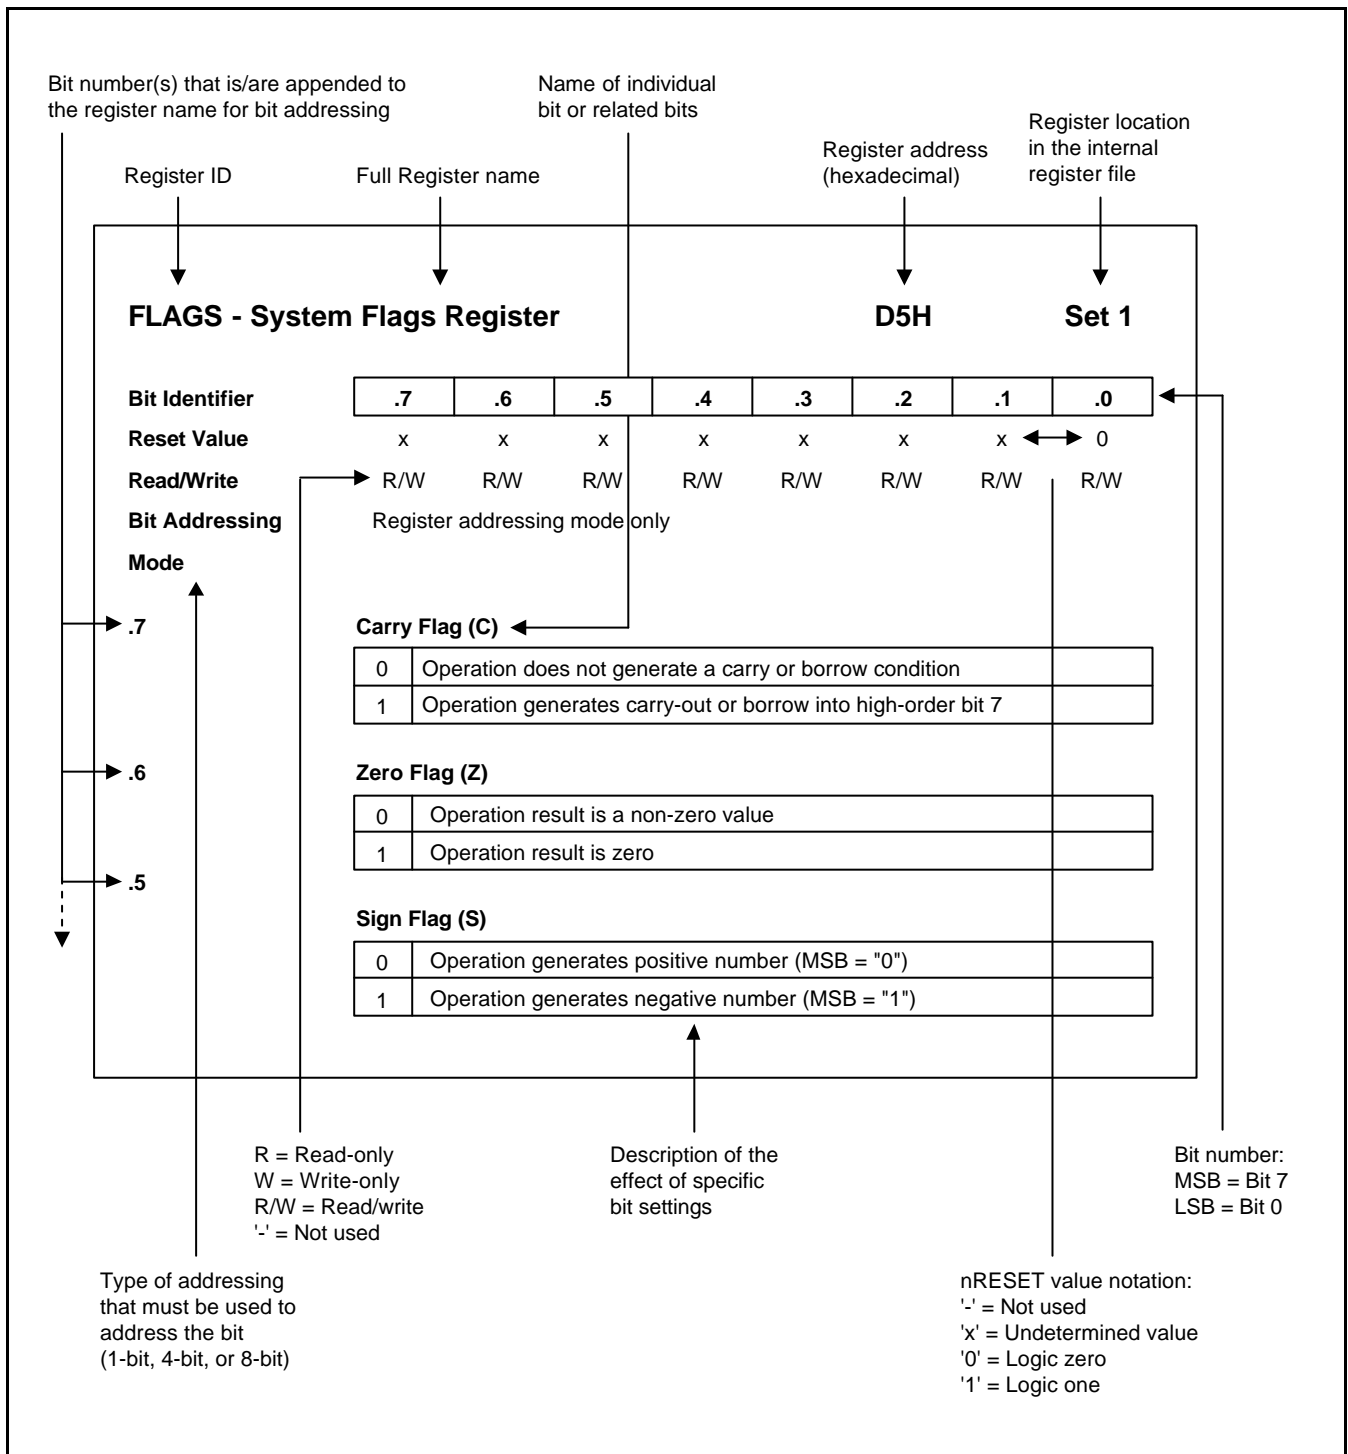 Bit number(s) that is/are appended to
the register name for bit addressing
Name of individual
bit or related bits
Register address
(hexadecimal)
Register location
in the internal
register file
Register ID
Full Register name
FLAGS - System Flags Register D5H Set 1
Bit Identifier .7 .6 .5 .4 .3 .2 .1 .0
Reset Value x x x x x x x 0
Read/Write R/W R/W R/W R/W R/W R/W R/W R/W
Bit Addressing Register addressing mode only
Mode
.7 Carry Flag (C)
0 Operation does not generate a carry or borrow condition
1 Operation generates carry-out or borrow into high-order bit 7
.6 Zero Flag (Z)
0 Operation result is a non-zero value
1 Operation result is zero
.5
Sign Flag (S)
0 Operation generates positive number (MSB = "0")
1 Operation generates negative number (MSB = "1")
R = Read-only
W = Write-only
R/W = Read/write
'-' = Not used
Description of the
effect of specific
bit settings
Bit number:
MSB = Bit 7
LSB = Bit 0
Type of addressing
that must be used to
address the bit
(1-bit, 4-bit, or 8-bit)
nRESET value notation:
'-' = Not used
'x' = Undetermined value
'0' = Logic zero
'1' = Logic one